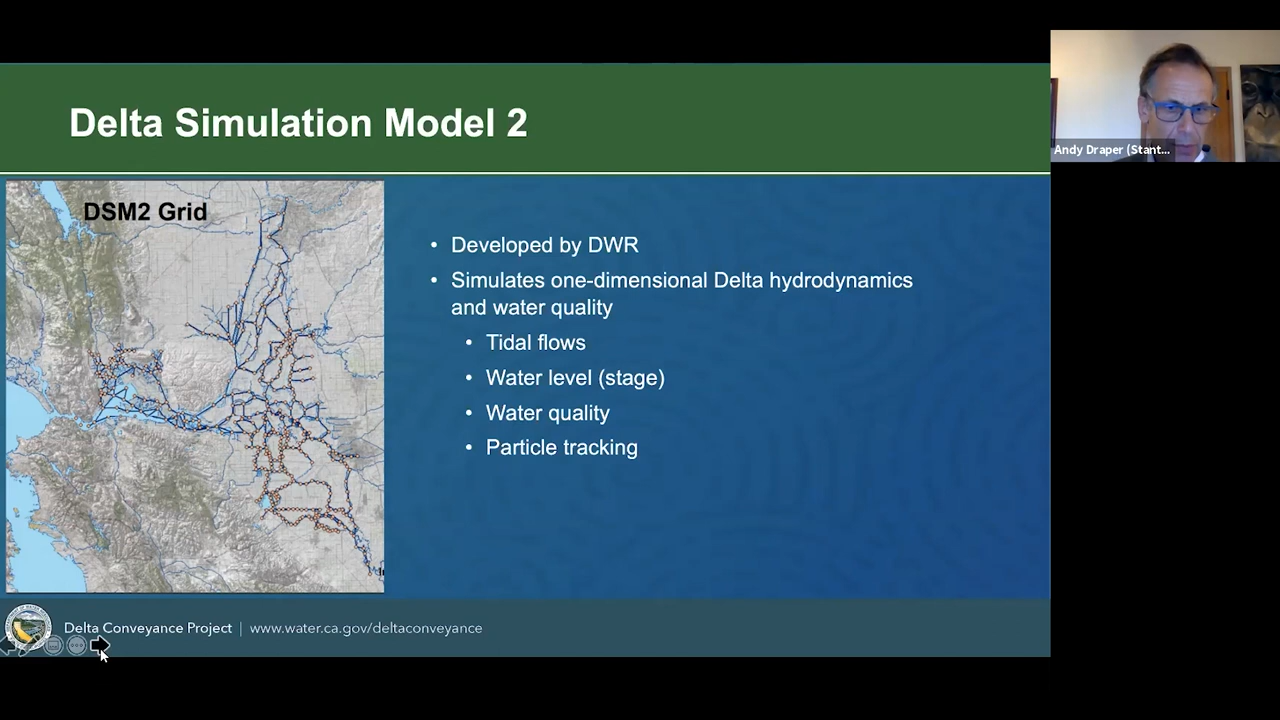 Delta Simulation Model 2
Andy Draper (Stant...
DSM2 Grid
• Developed by DWR
• Simulates one-dimensional Delta hydrodynamics
and water quality
• Tidal flows
• Water level (stage)
• Water quality
• Particle tracking
Delta Conveyance Project | www.water.ca.gov/deltaconveyance